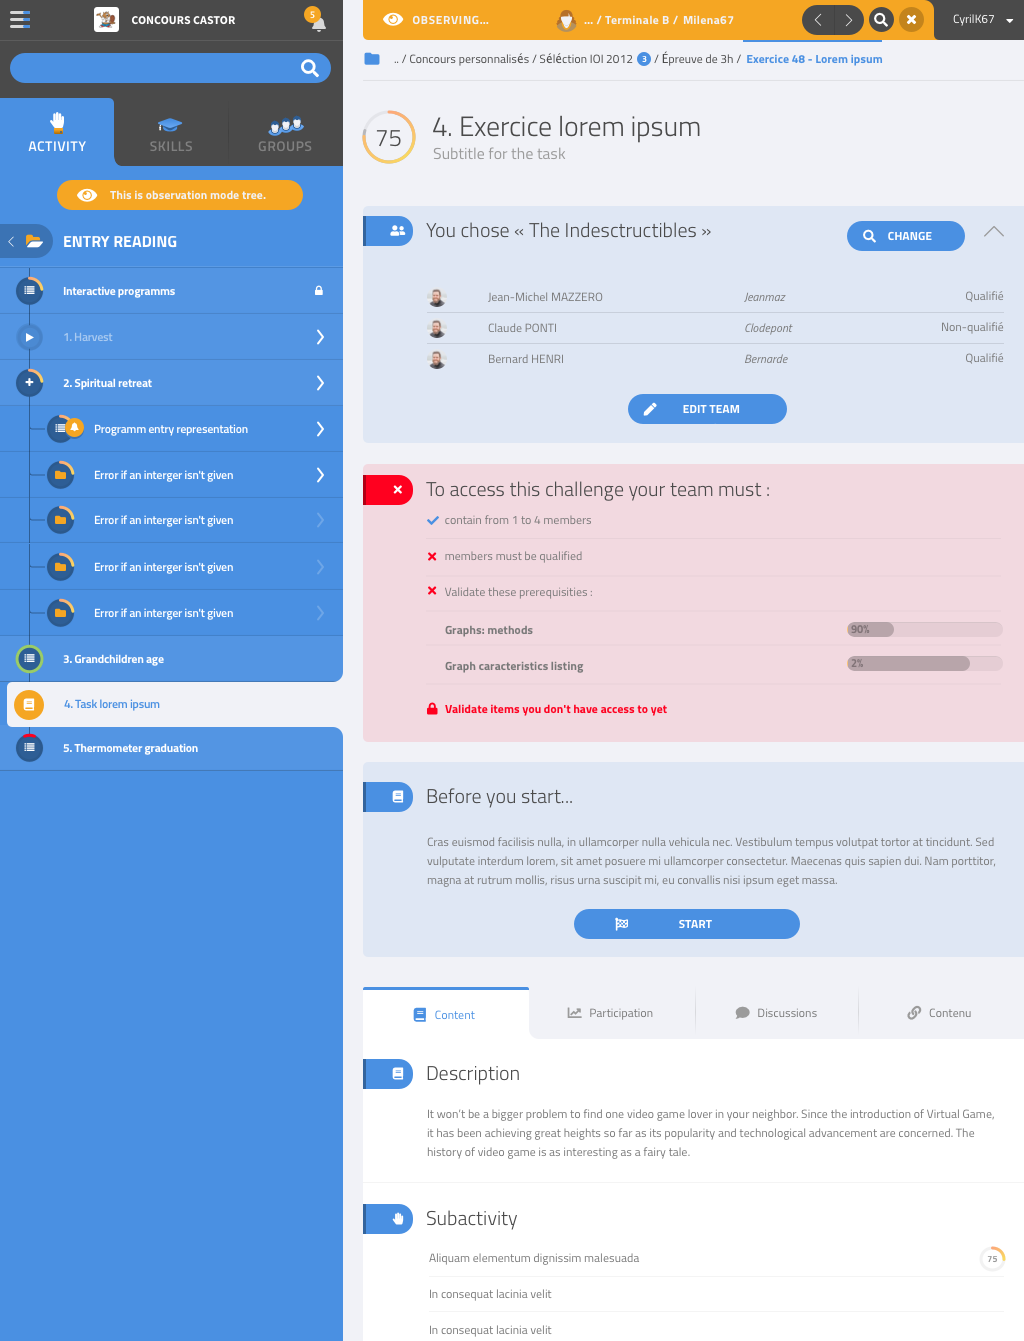 CONCOURS CASTOR
5
OBSERVING...
... / Terminale B / Milena67
CyrilK67
.. / Concours personnalisés / Séléction IOI 2012 3 / Épreuve de 3h / Exercice 48 - Lorem ipsum
ACTIVITY
SKILLS
GROUPS
This is observation mode tree.
ENTRY READING
Interactive programms
1. Harvest
2. Spiritual retreat
Programm entry representation
Error if an interger isn't given
Error if an interger isn't given
Error if an interger isn't given
Error if an interger isn't given
3. Grandchildren age
4. Task lorem ipsum
5. Thermometer graduation
75
4. Exercice lorem ipsum
Subtitle for the task
You chose « The Indesctructibles »
CHANGE
Jean-Michel MAZZERO Jeanmaz Qualifié
Claude PONTI Clodepont Non-qualifié
Bernard HENRI Bernarde Qualifié
EDIT TEAM
To access this challenge your team must :
contain from 1 to 4 members
members must be qualified
Validate these prerequisities :
Graphs: methods 90%
Graph caracteristics listing 2%
Validate items you don't have access to yet
Before you start...
Cras euismod facilisis nulla, in ullamcorper nulla vehicula nec. Vestibulum tempus volutpat tortor at tincidunt. Sed
vulputate interdum lorem, sit amet posuere mi ullamcorper consectetur. Maecenas quis sapien dui. Nam porttitor,
magna at rutrum mollis, risus urna suscipit mi, eu convallis nisi ipsum eget massa.
START
Content
Participation
Discussions
Contenu
Description
It won't be a bigger problem to find one video game lover in your neighbor. Since the introduction of Virtual Game,
it has been achieving great heights so far as its popularity and technological advancement are concerned. The
history of video game is as interesting as a fairy tale.
Subactivity
Aliquam elementum dignissim malesuada 75
In consequat lacinia velit
In consequat lacinia velit